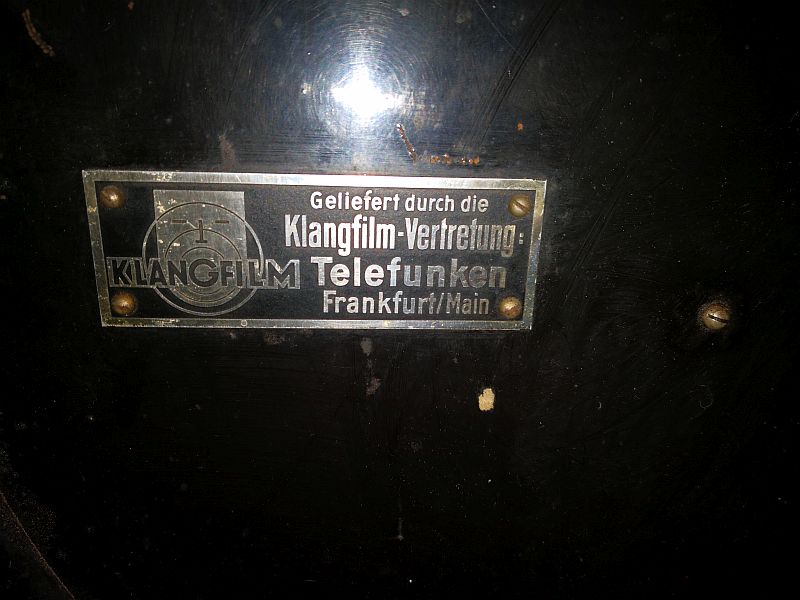 KLANGFILM
Geliefert durch die
Klangfilm-Vertretung:
Telefunken
Frankfurt/Main